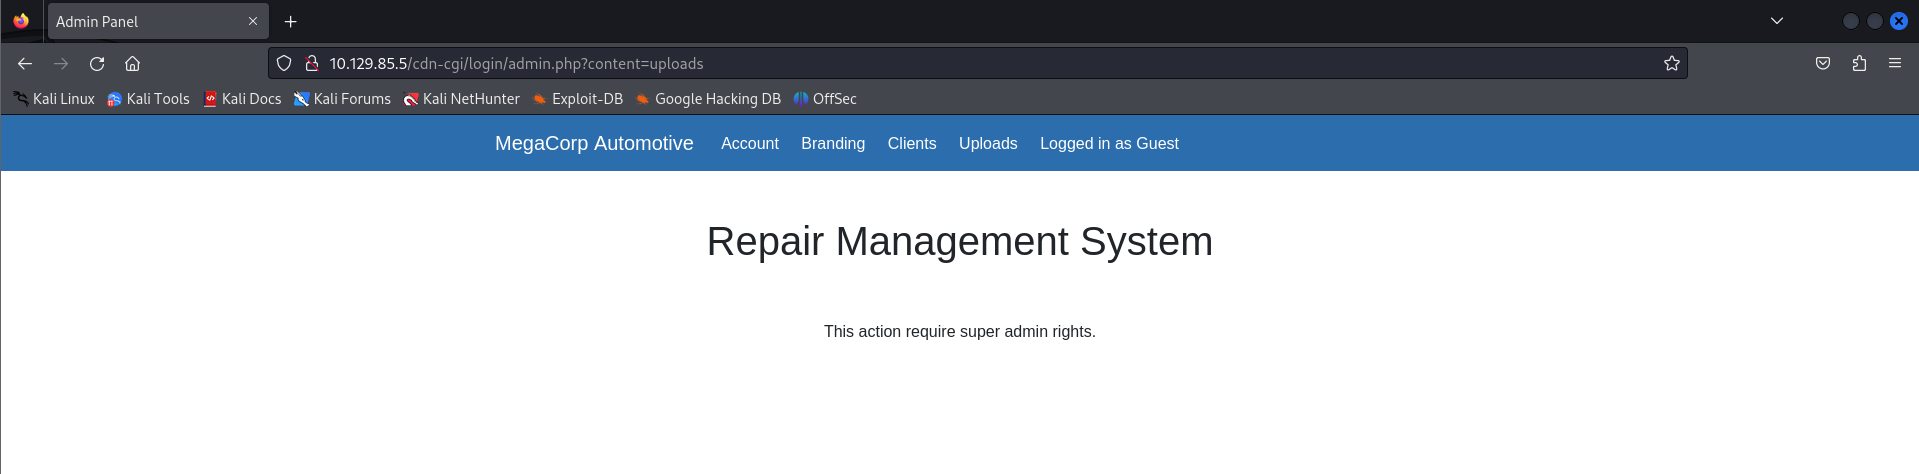 Admin Panel
10.129.85.5/cdn-cgi/login/admin.php?content=uploads
Kali Linux Kali Tools Kali Docs Kali Forums Kali NetHunter Exploit-DB Google Hacking DB OffSec
MegaCorp Automotive Account Branding Clients Uploads Logged in as Guest
Repair Management System
This action require super admin rights.